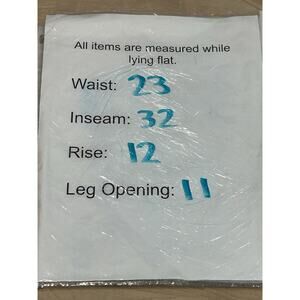 All items are measured while
lying flat.
Waist: 23
Inseam: 32
Rise: 12
Leg Opening: 11